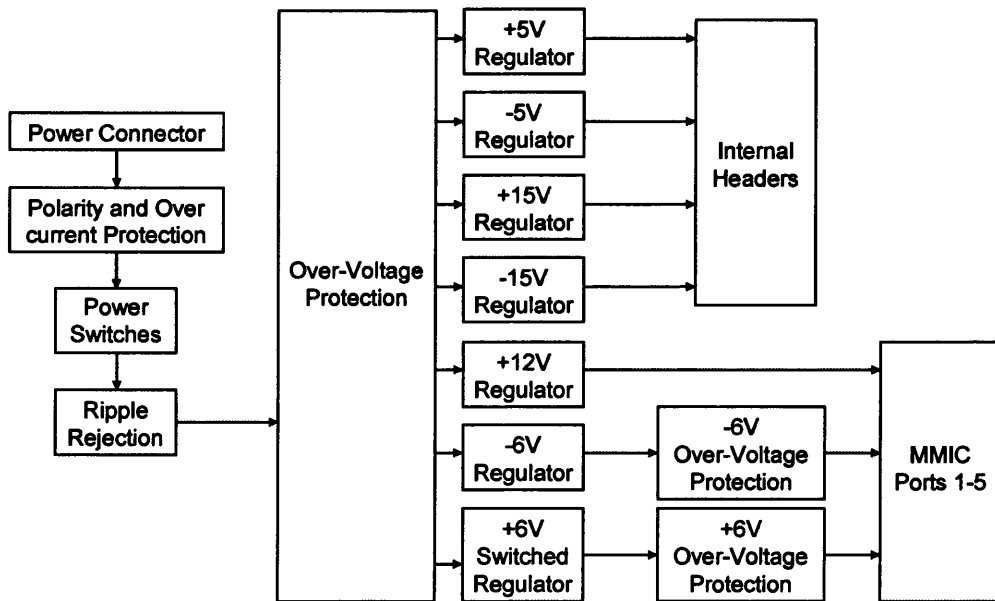 Power Connector
Polarity and Over
current Protection
Power
Switches
Ripple
Rejection
Over-Voltage
Protection
+5V
Regulator
-5V
Regulator
+15V
Regulator
-15V
Regulator
+12V
Regulator
-6V
Regulator
+6V
Switched
Regulator
Internal
Headers
-6V
Over-Voltage
Protection
+6V
Over-Voltage
Protection
MMIC
Ports 1-5